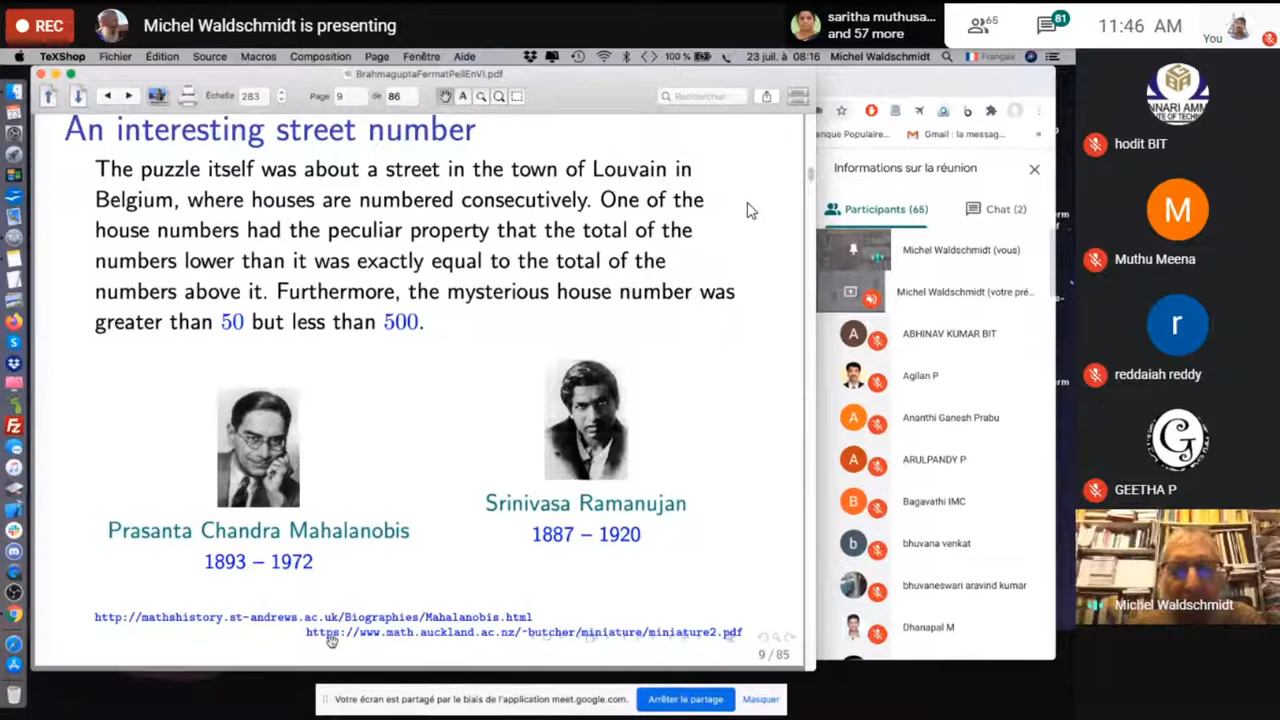 REC
Michel Waldschmidt is presenting
saritha muthusa...
and 57 more
65
81
11:46 AM
You
TeXShop Fichier Édition Source Macros Composition Fenêtre Aide
100 %
23 juil. à 08:16 Michel Waldschmidt
Français
BrahmaguptaFermatPellEnVI.pdf
Échelle 283
Page 9 de 86
Rechercher
An interesting street number
The puzzle itself was about a street in the town of Louvain in
Belgium, where houses are numbered consecutively. One of the
house numbers had the peculiar property that the total of the
numbers lower than it was exactly equal to the total of the
numbers above it. Furthermore, the mysterious house number was
greater than 50 but less than 500.
Prasanta Chandra Mahalanobis
1893 – 1972
Srinivasa Ramanujan
1887 – 1920
http://mathshistory.st-andrews.ac.uk/Biographies/Mahalanobis.html
https://www.math.auckland.ac.nz/~butcher/miniature/miniature2.pdf
9 / 85
anque Populaire...
Gmail : la messag...
Informations sur la réunion
Participants (65)
Chat (2)
Michel Waldschmidt (vous)
Michel Waldschmidt (votre pré...
A
ABHINAV KUMAR BIT
Agilan P
A
Ananthi Ganesh Prabu
A
ARULPANDY P
B
Bagavathi IMC
b
bhuvana venkat
bhuvaneswari aravind kumar
Dhanapal M
Votre écran est partagé par le biais de l'application meet.google.com.
Arrêter le partage
Masquer
NNARI AMM
hodit BIT
M
Muthu Meena
r
reddaiah reddy
G
GEETHA P
Michel Waldschmidt